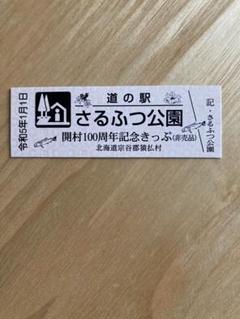 令和5年1月1日
道の駅
さるふつ公園
開村100周年記念きっぷ(非売品)
北海道宗谷郡猿払村
記・さるふつ公園